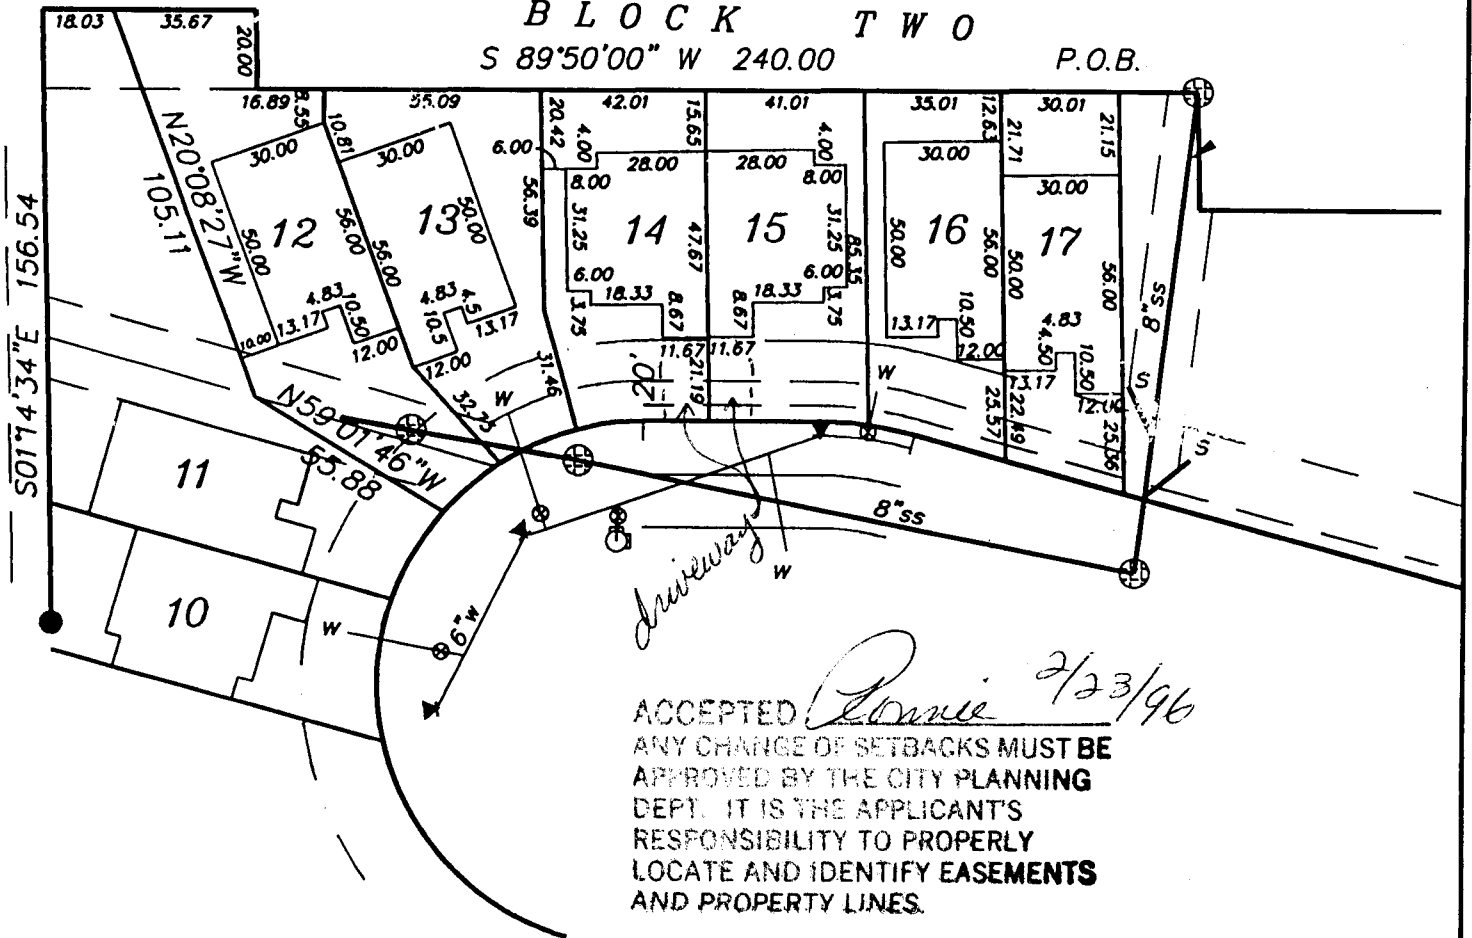 BLOCK TWO
S 89°50'00" W 240.00
P.O.B.
18.03 35.67
20.00
16.89 8.55 55.09 20.42 42.01 15.65 41.01 35.01 12.63 30.01
21.71 21.15
10.81
30.00 30.00
6.00 4.00 28.00 28.00 4.00
8.00 8.00
30.00 30.00
N20°08'27"W
105.11
S01°14'34"E 156.54
12 13 14 15 16 17
50.00 56.00 56.00 50.00
56.39 31.25 47.67 31.25 85.35
50.00 56.00 50.00 56.00
6.00 18.33 18.33 6.00
3.75 8.67 8.67 3.75
10.00 13.17 4.83 10.50 12.00
4.83 4.5 10.5 13.17 12.00
11.67 11.67
21.19
20'
13.17 10.50 12.00
13.17 4.50 4.83 10.50 12.00
25.57 22.49 25.06
31.46
32.75
N59°01'46"W
55.88
W
W
S
S
8"ss
11
8"ss
W
driveway
10
W
6"w
ACCEPTED Ronnie 2/23/96
ANY CHANGE OF SETBACKS MUST BE
APPROVED BY THE CITY PLANNING
DEPT. IT IS THE APPLICANT'S
RESPONSIBILITY TO PROPERLY
LOCATE AND IDENTIFY EASEMENTS
AND PROPERTY LINES.